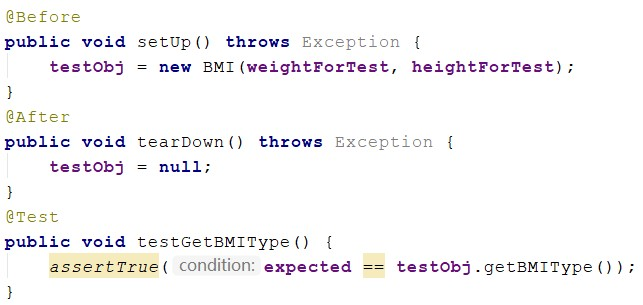 @Before
public void setUp() throws Exception {
    testObj = new BMI(weightForTest, heightForTest);
}
@After
public void tearDown() throws Exception {
    testObj = null;
}
@Test
public void testGetBMIType() {
    assertTrue( condition: expected == testObj.getBMIType());
}